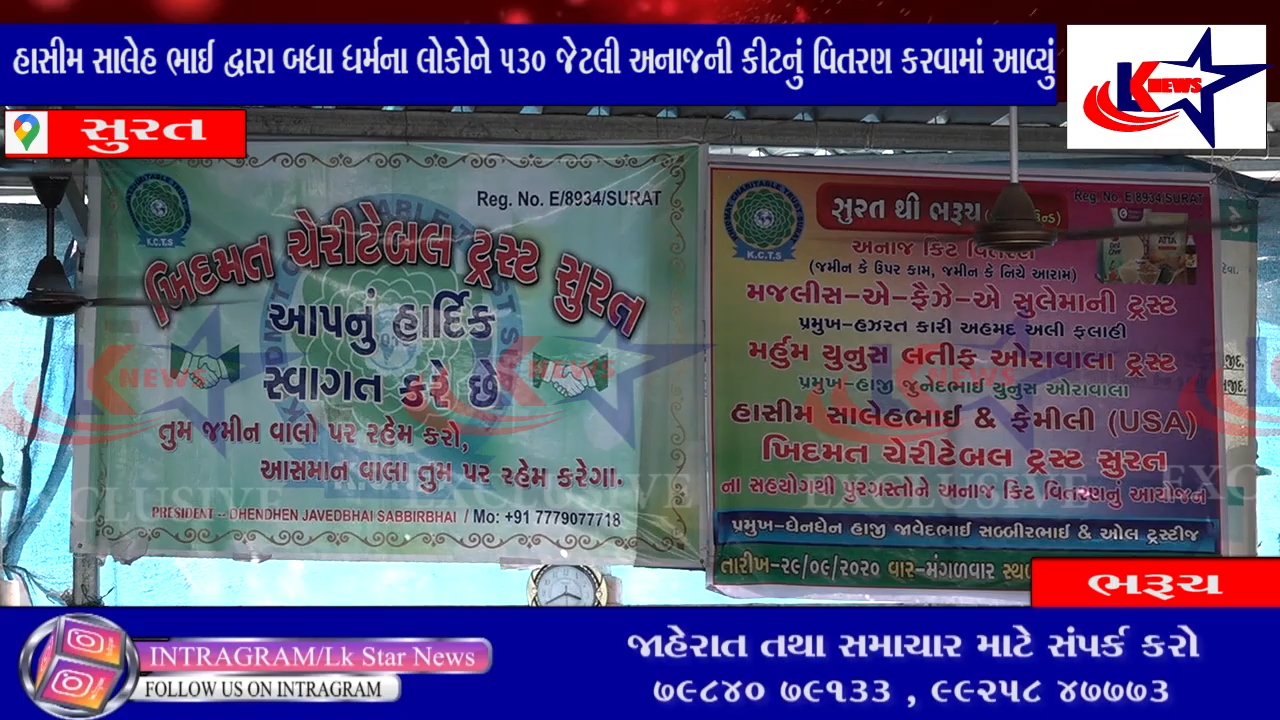 હાસીમ સાલેહ ભાઈ દ્વારા બધા ધર્મના લોકોને ૫૩૦ જેટલી અનાજની કીટનું વિતરણ કરવામાં આવ્યું
LK NEWS
સુરત
Reg. No. E/8934/SURAT
K.C.T.S
ખિદમત ચેરીટેબલ ટ્રસ્ટ સુરત
આપનું હાર્દિક
સ્વાગત કરે છે
તુમ જમીન વાલો પર રહેમ કરો,
આસમાન વાલા તુમ પર રહેમ કરેગા.
PRESIDENT -- DHENDHEN JAVEDBHAI SABBIRBHAI / Mo: +91 7779077718
Reg. No. E/8934/SURAT
K.C.T.S
સુરત થી ભરૂચ
અનાજ કિટ વિતરણ
(જમીન કે ઉપર કામ, જમીન કે નિચે આરામ)
મજલીસ-એ-ફૈઝે-એ સુલેમાની ટ્રસ્ટ
પ્રમુખ-હઝરત કારી અહમદ અલી ફલાહી
મર્હુમ યુનુસ લતીફ ઓરાવાલા ટ્રસ્ટ
પ્રમુખ-હાજી જુનેદભાઈ યુનુસ ઓરાવાલા
હાસીમ સાલેહભાઈ & ફેમીલી (USA)
ખિદમત ચેરીટેબલ ટ્રસ્ટ સુરત
ના સહયોગથી પુરગ્રસ્તોને અનાજ કિટ વિતરણનું આયોજન
પ્રમુખ-ધેનધેન હાજી જાવેદભાઈ સબ્બીરભાઈ & ઓલ ટ્રસ્ટીજ
તારીખ-૨૯/૦૯/૨૦૨૦ વાર-મંગળવાર
EXCLUSIVE
ભરૂચ
INTRAGRAM/Lk Star News
FOLLOW US ON INTRAGRAM
જાહેરાત તથા સમાચાર માટે સંપર્ક કરો
૭૯૮૪૦ ૭૯૧૩૩ , ૯૯૨૫૮ ૪૭૭૭૩